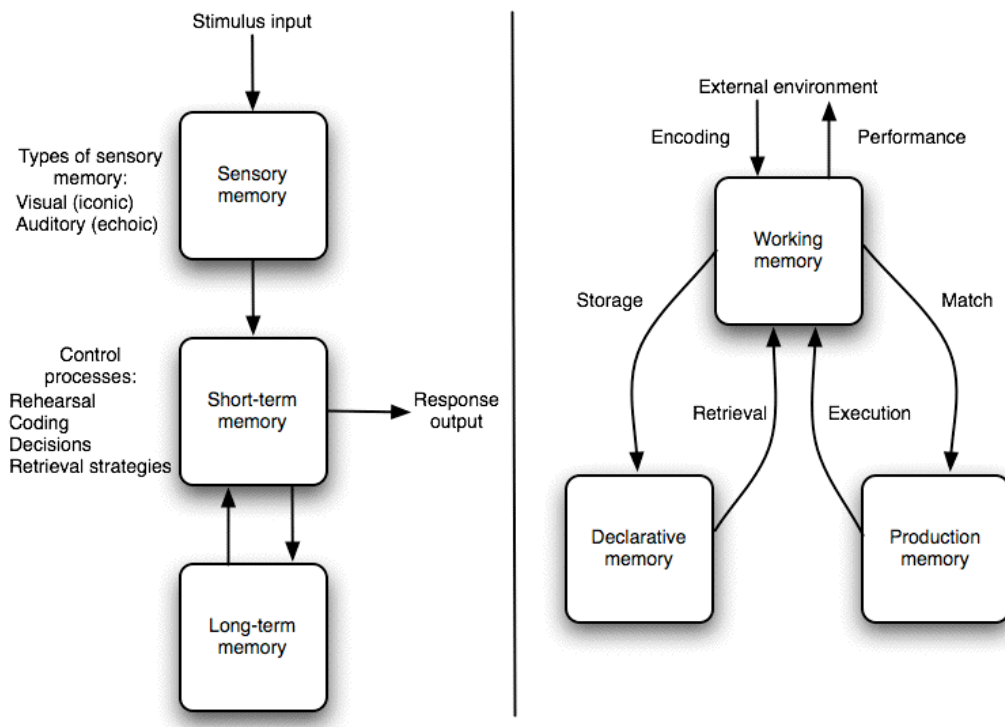 Stimulus input
Types of sensory
memory:
Visual (iconic)
Auditory (echoic)
Sensory
memory
Control
processes:
Rehearsal
Coding
Decisions
Retrieval strategies
Short-term
memory
Response
output
Long-term
memory
External environment
Encoding
Performance
Working
memory
Storage
Match
Retrieval
Execution
Declarative
memory
Production
memory